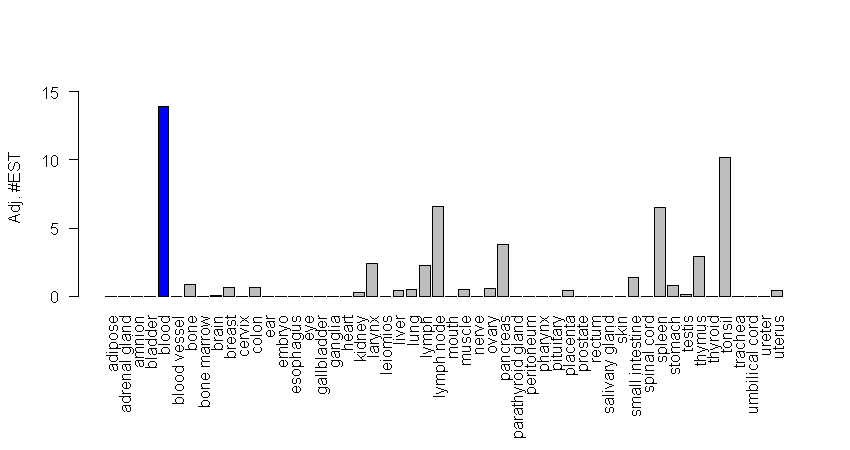 15
10
5
0
Adj. #EST
adipose
adrenal gland
amnion
bladder
blood
blood vessel
bone
bone marrow
brain
breast
cervix
colon
ear
embryo
esophagus
eye
gallbladder
ganglia
heart
kidney
larynx
leiomios
liver
lung
lymph
lymph node
mouth
muscle
nerve
ovary
pancreas
parathyroid gland
peritoneum
pharynx
pituitary
placenta
prostate
rectum
salivary gland
skin
small intestine
spinal cord
spleen
stomach
testis
thymus
thyroid
tonsil
trachea
umbilical cord
ureter
uterus